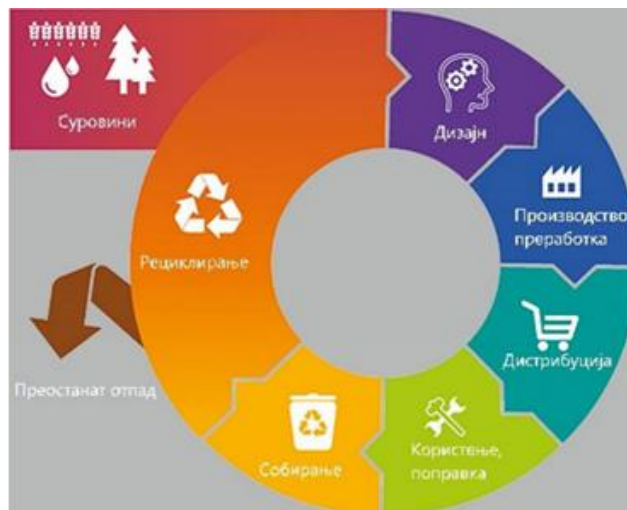 Суровини
Дизајн
Производство
преработка
Дистрибуција
Користење,
поправка
Собирање
Рециклирање
Преостанат отпад